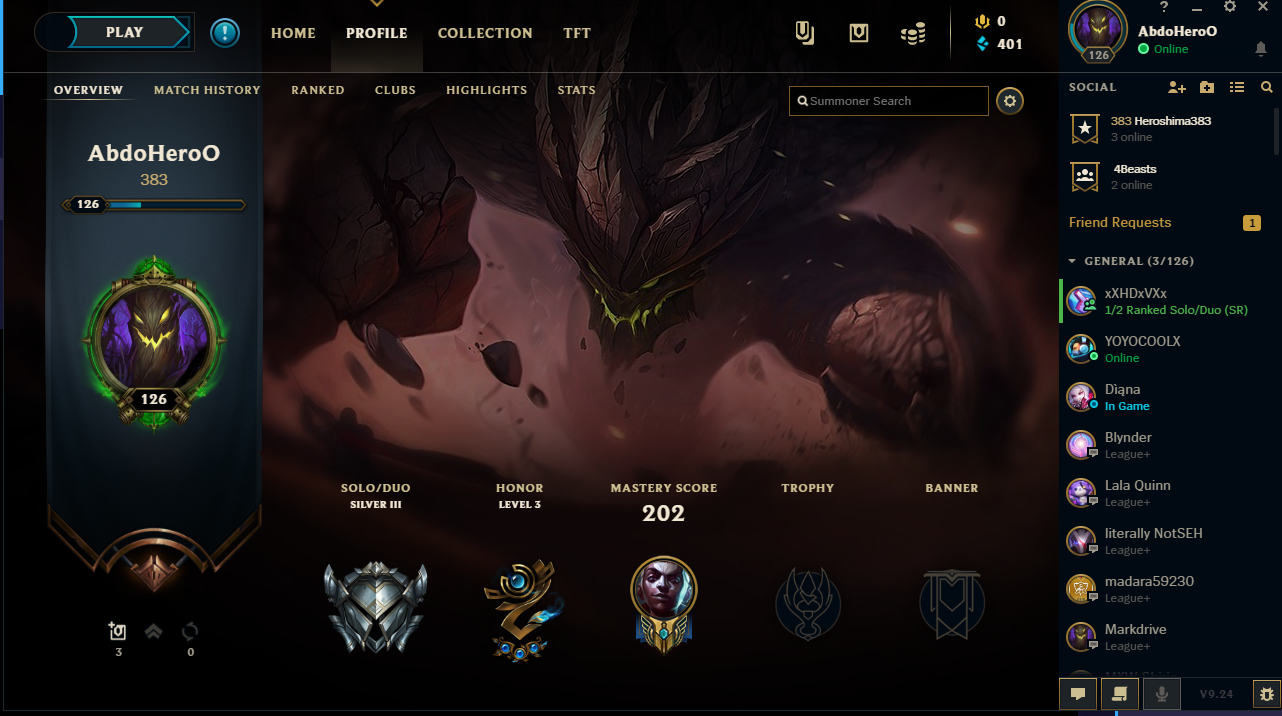 PLAY
HOME
PROFILE
COLLECTION
TFT
0
401
?
AbdoHeroO
Online
126
OVERVIEW
MATCH HISTORY
RANKED
CLUBS
HIGHLIGHTS
STATS
Summoner Search
AbdoHeroO
383
126
126
SOLO/DUO
SILVER III
HONOR
LEVEL 3
MASTERY SCORE
202
TROPHY
BANNER
3
0
SOCIAL
383 Heroshima383
3 online
4Beasts
2 online
Friend Requests
1
GENERAL (3/126)
xXHDxVXx
1/2 Ranked Solo/Duo (SR)
YOYOCOOLX
Online
Dìąna
In Game
Blynder
League+
Lala Quinn
League+
literally NotSEH
League+
madara59230
League+
Markdrive
League+
V9.24